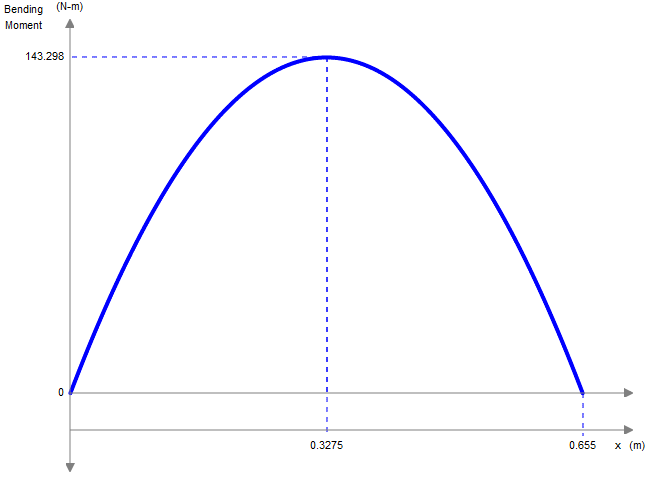 Bending (N-m)
Moment
143.298
0
0.3275 0.655 x (m)